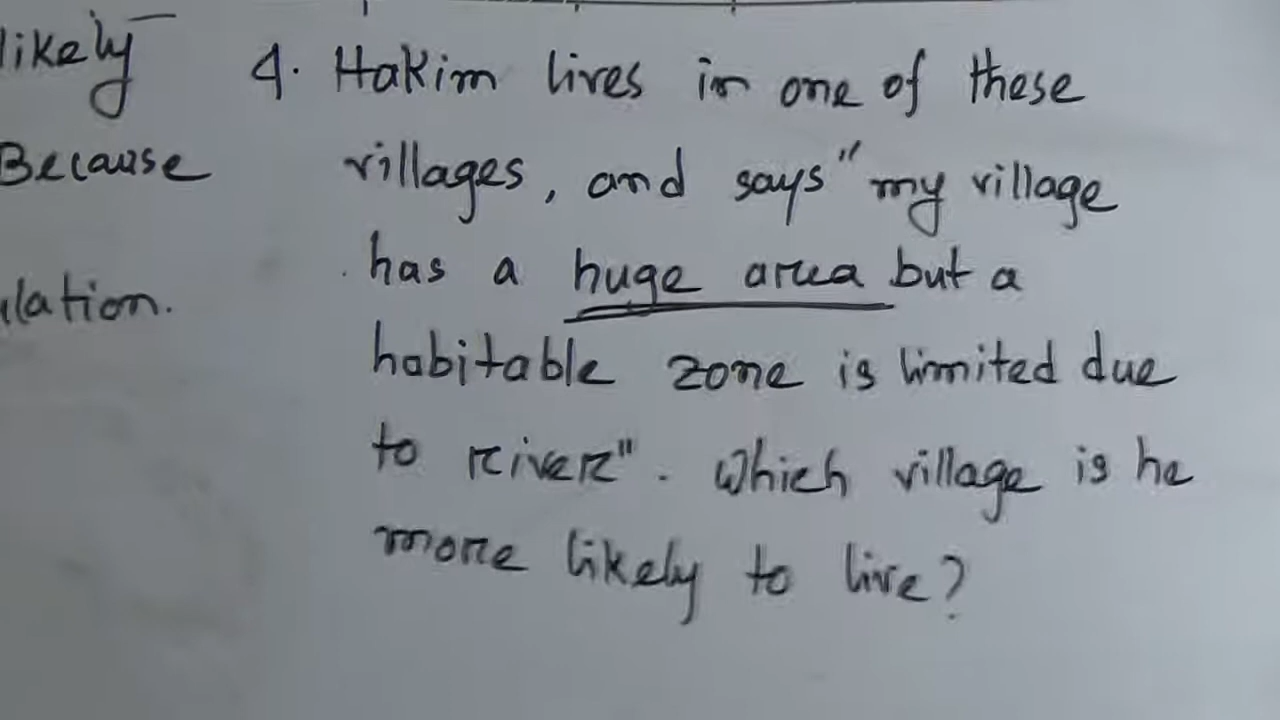 likely
Because
ulation.
4. Hakim lives in one of these
villages, and says "my village
has a huge area but a
habitable zone is limited due
to River". Which village is he
more likely to live?